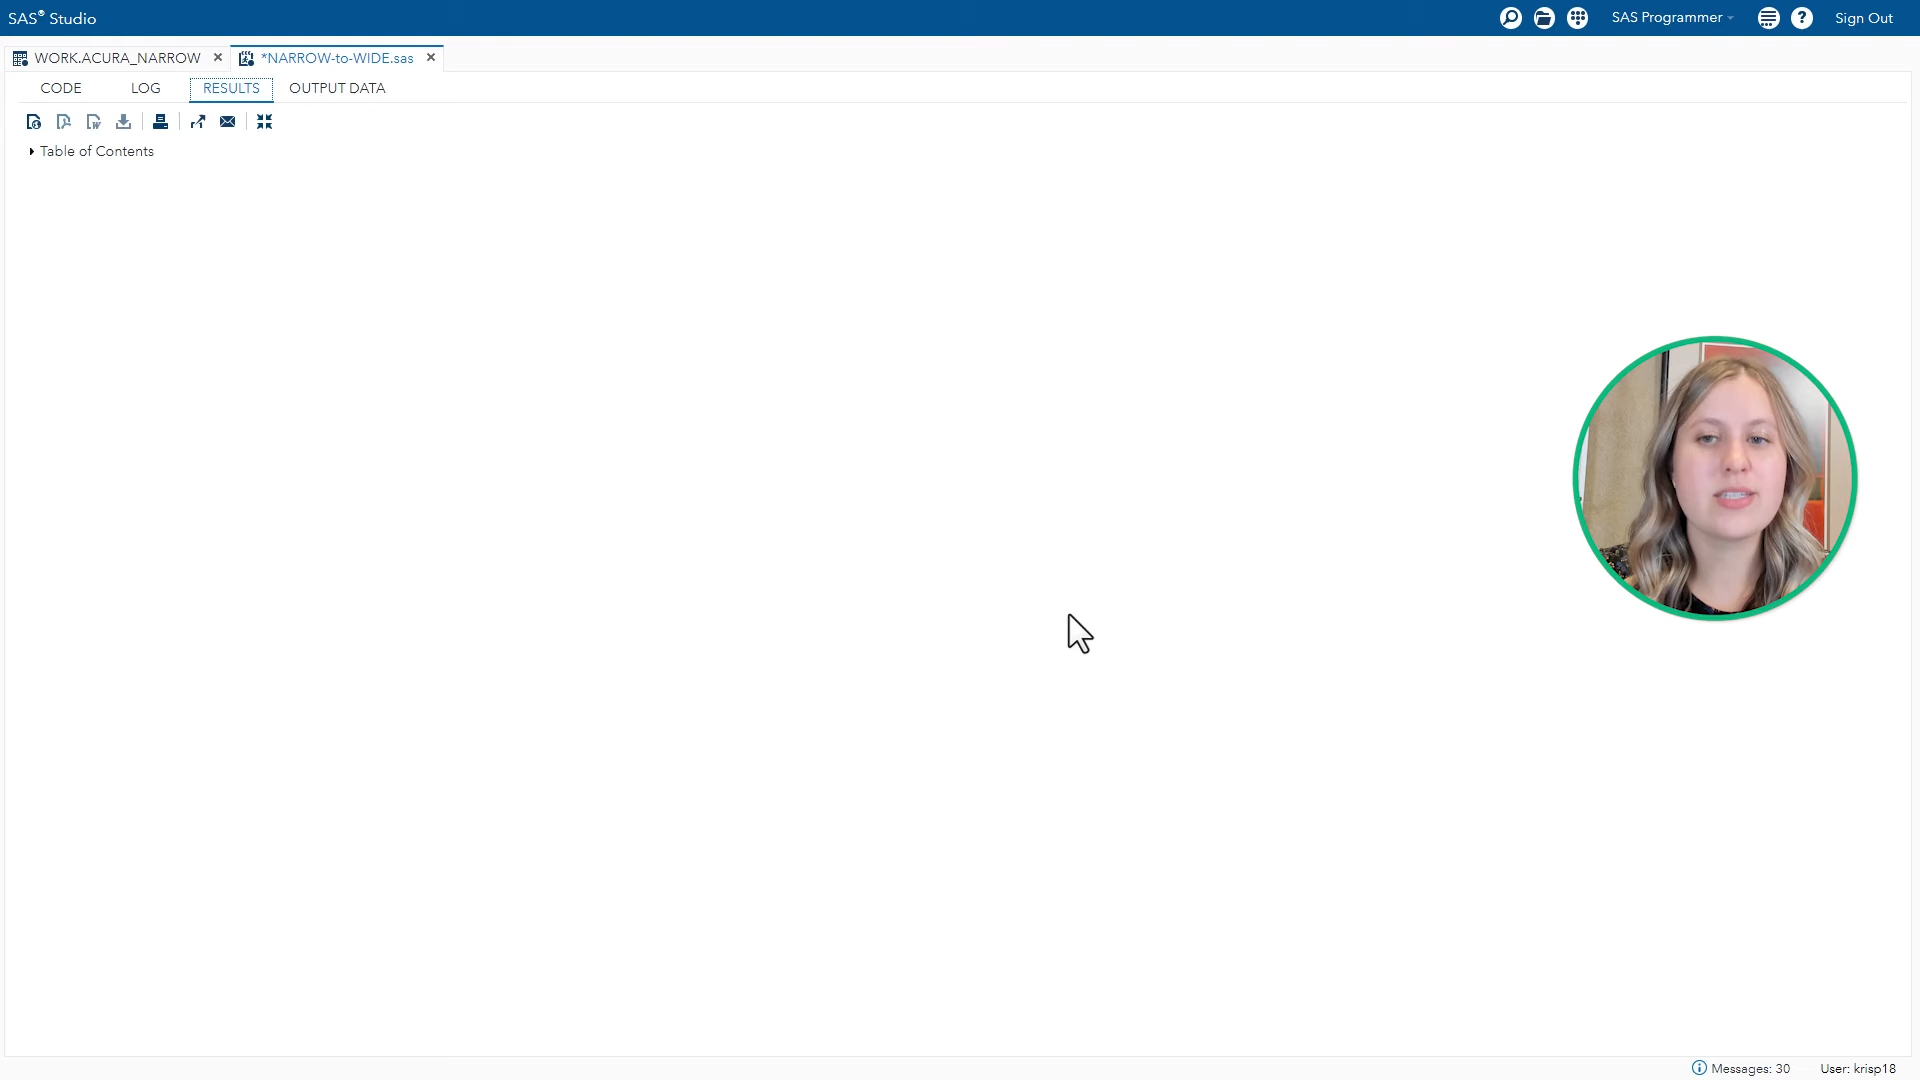 SAS® Studio
SAS Programmer
Sign Out
WORK.ACURA_NARROW
*NARROW-to-WIDE.sas
CODE
LOG
RESULTS
OUTPUT DATA
Table of Contents
Messages: 30
User: krisp18